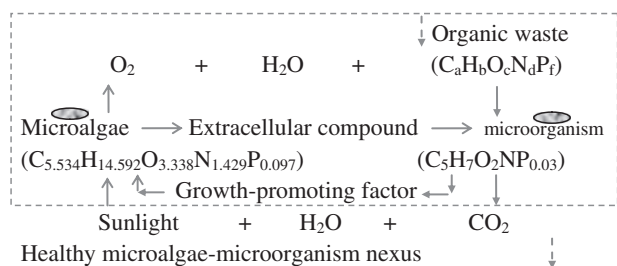 Organic waste
O₂ + H₂O + (CₐH_bO_cN_dP_f)
Microalgae Extracellular compound microorganism
(C₅.₅₃₄H₁₄.₅₉₂O₃.₃₃₈N₁.₄₂₉P₀.₀₉₇) (C₅H₇O₂NP₀.₀₃)
Growth-promoting factor
Sunlight + H₂O + CO₂
Healthy microalgae-microorganism nexus